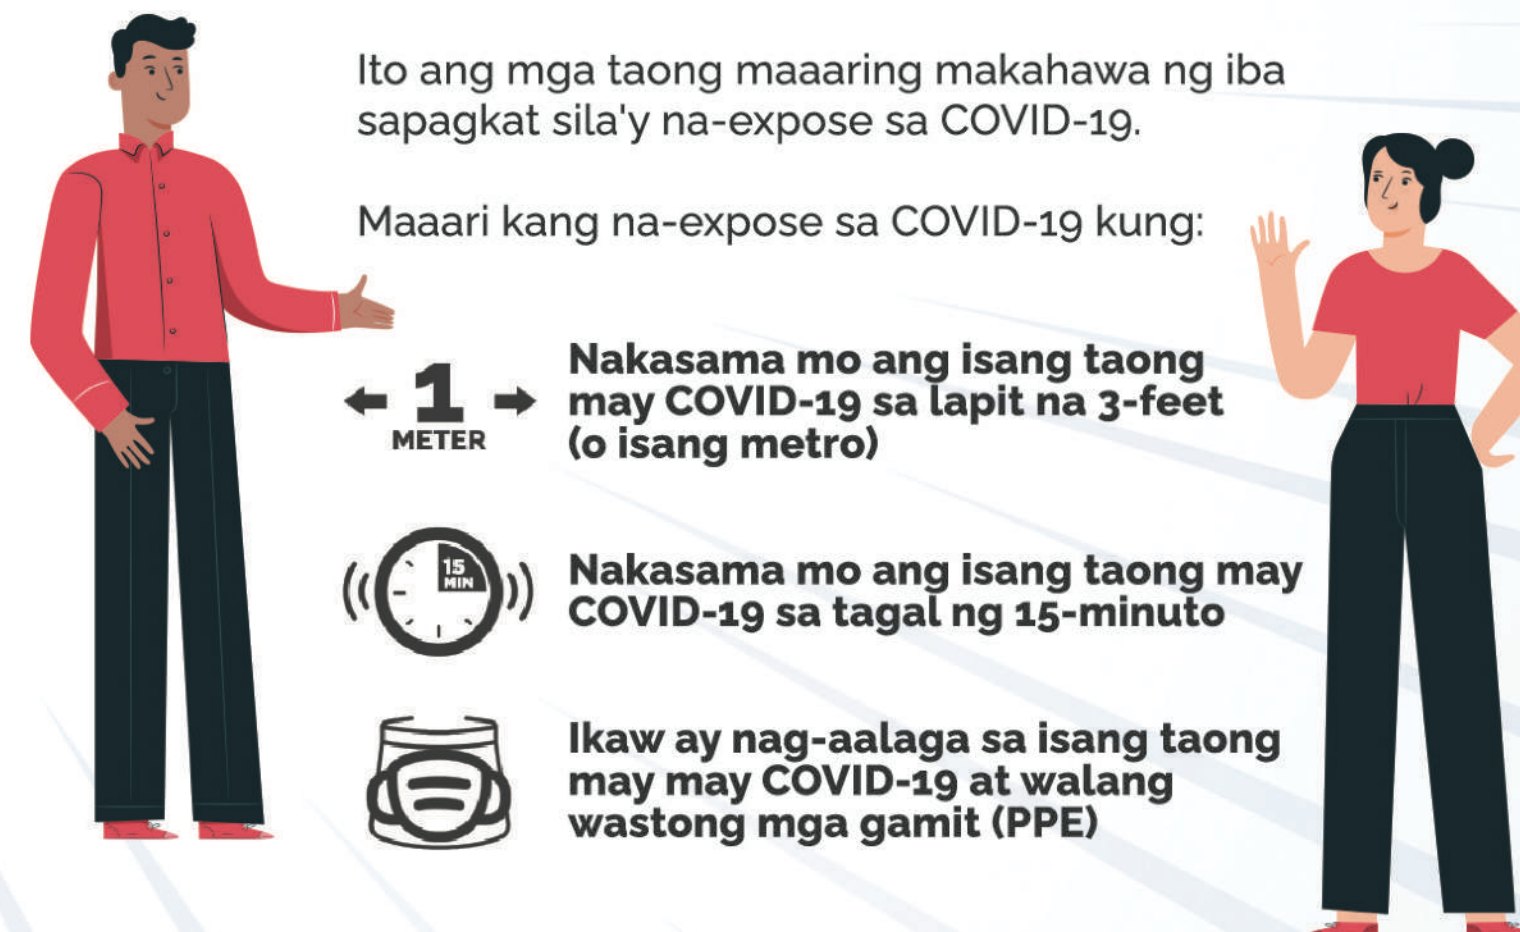 Ito ang mga taong maaaring makahawa ng iba
sapagkat sila'y na-expose sa COVID-19.
Maaari kang na-expose sa COVID-19 kung:
1
METER
Nakasama mo ang isang taong
may COVID-19 sa lapit na 3-feet
(o isang metro)
15
MIN
Nakasama mo ang isang taong may
COVID-19 sa tagal ng 15-minuto
Ikaw ay nag-aalaga sa isang taong
may may COVID-19 at walang
wastong mga gamit (PPE)